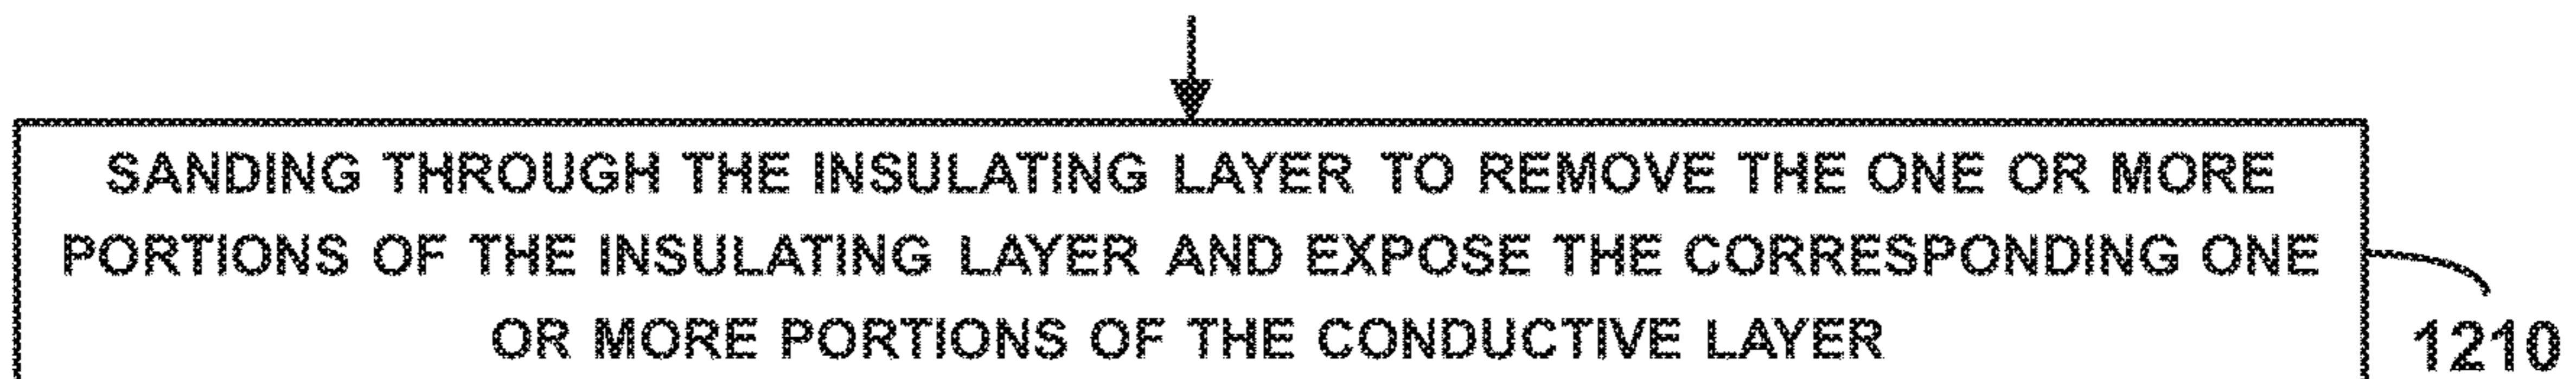 SANDING THROUGH THE INSULATING LAYER TO REMOVE THE ONE OR MORE
PORTIONS OF THE INSULATING LAYER AND EXPOSE THE CORRESPONDING ONE
OR MORE PORTIONS OF THE CONDUCTIVE LAYER
1210